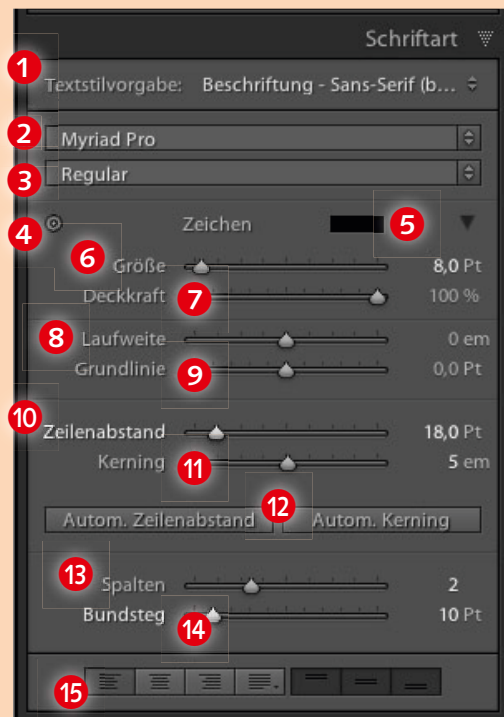 Schriftart
1 Textstilvorgabe: Beschriftung - Sans-Serif (b...
2 Myriad Pro
3 Regular
4 Zeichen 5
6 Größe 8,0 Pt
Deckkraft 7 100 %
8 Laufweite 0 em
Grundlinie 9 0,0 Pt
10 Zeilenabstand 18,0 Pt
Kerning 11 5 em
12
Autom. Zeilenabstand Autom. Kerning
13 Spalten 2
Bundsteg 14 10 Pt
15